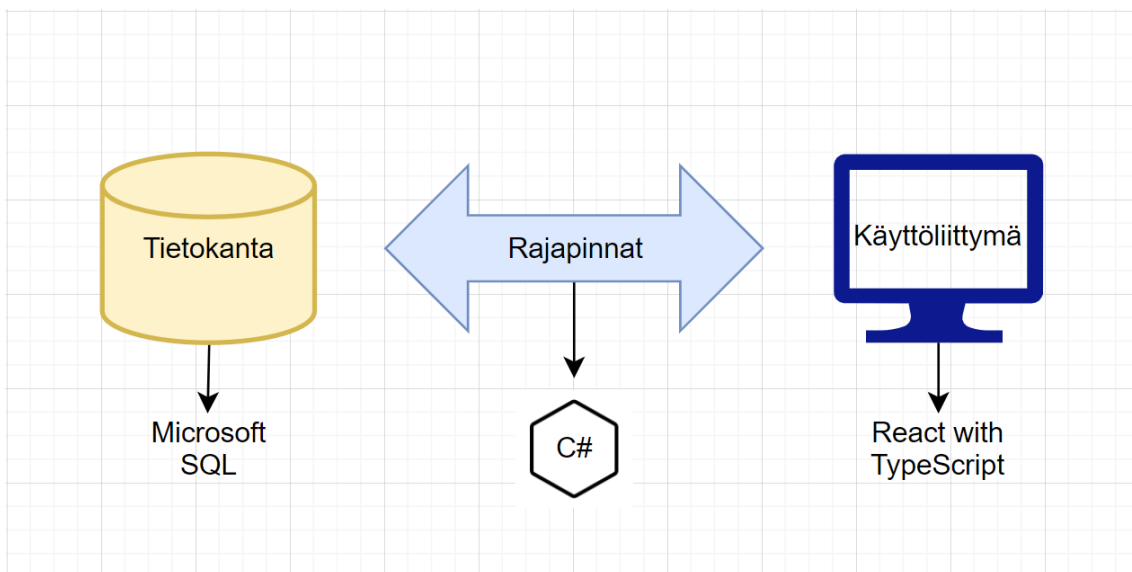 Tietokanta
Rajapinnat
Käyttöliittymä
Microsoft
SQL
C#
React with
TypeScript